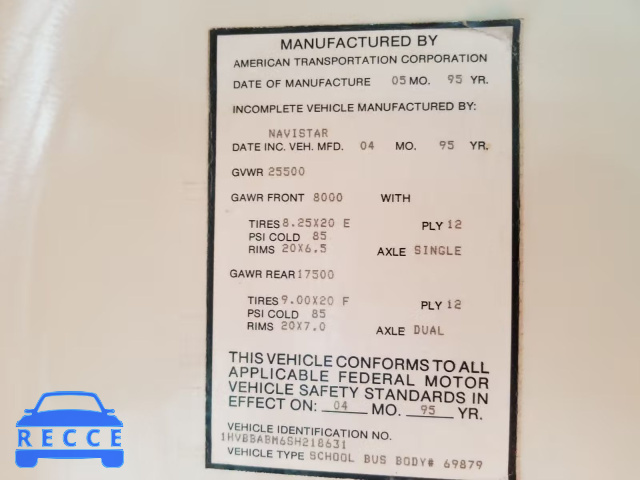 MANUFACTURED BY
AMERICAN TRANSPORTATION CORPORATION
DATE OF MANUFACTURE 05 MO. 95 YR.
INCOMPLETE VEHICLE MANUFACTURED BY:
NAVISTAR
DATE INC. VEH. MFD. 04 MO. 95 YR.
GVWR 25500
GAWR FRONT 8000 WITH
TIRES 8.25X20 E PLY 12
PSI COLD 85
RIMS 20X6.5 AXLE SINGLE
GAWR REAR 17500
TIRES 9.00X20 F PLY 12
PSI COLD 85
RIMS 20X7.0 AXLE DUAL
THIS VEHICLE CONFORMS TO ALL
APPLICABLE FEDERAL MOTOR
VEHICLE SAFETY STANDARDS IN
EFFECT ON: 04 MO. 95 YR.
VEHICLE IDENTIFICATION NO.
1HVBBABM6SH218631
VEHICLE TYPE SCHOOL BUS BODY# 69879
RECCE